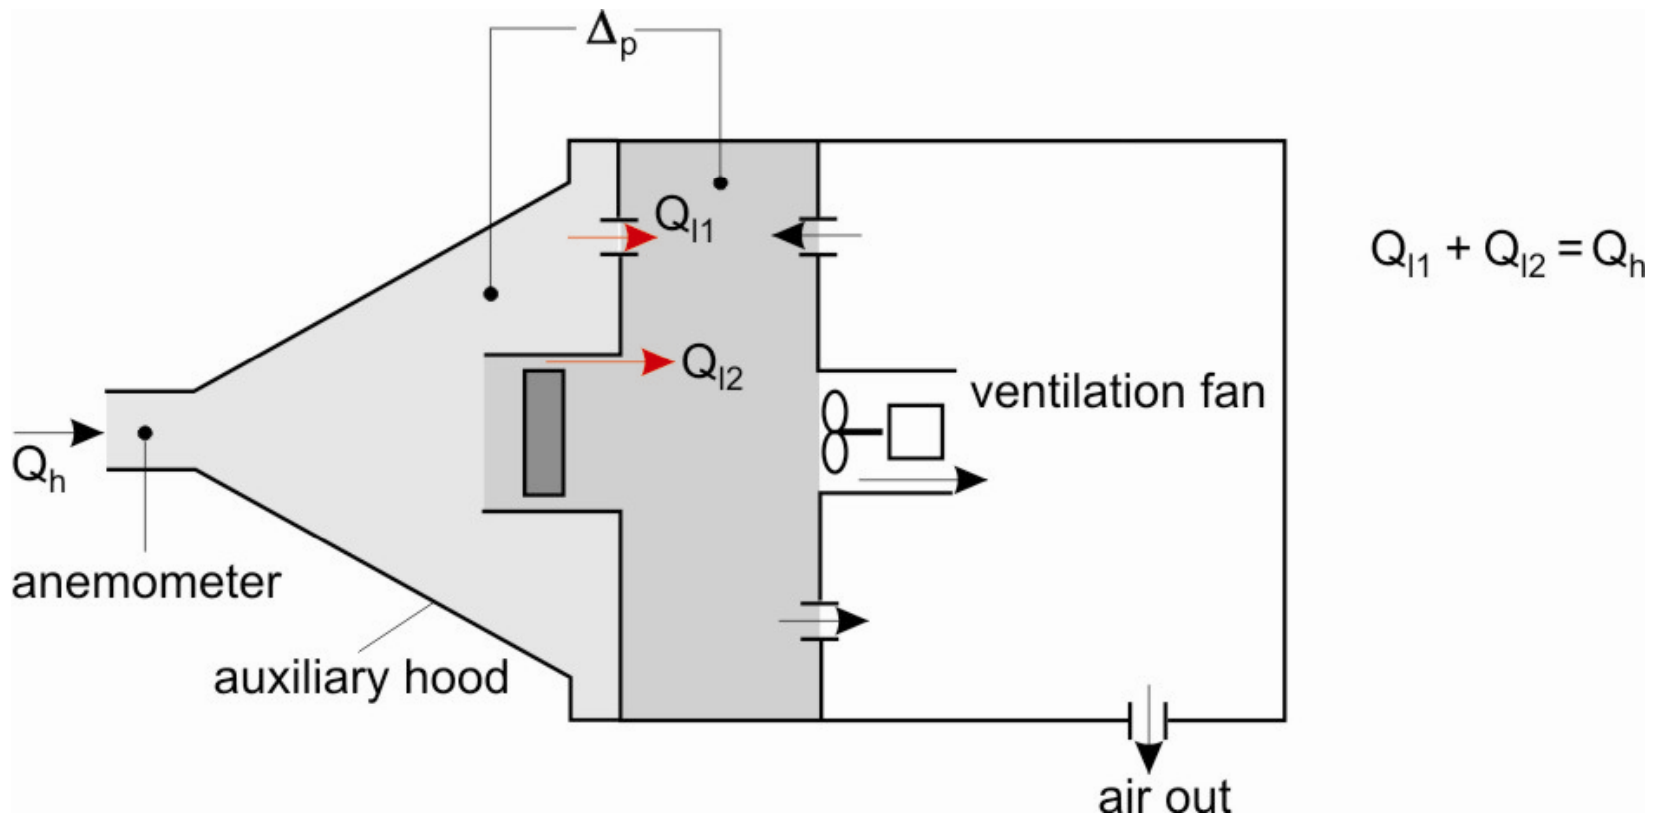 Δp
Ql1
Ql1 + Ql2 = Qh
Ql2
ventilation fan
Qh
anemometer
auxiliary hood
air out